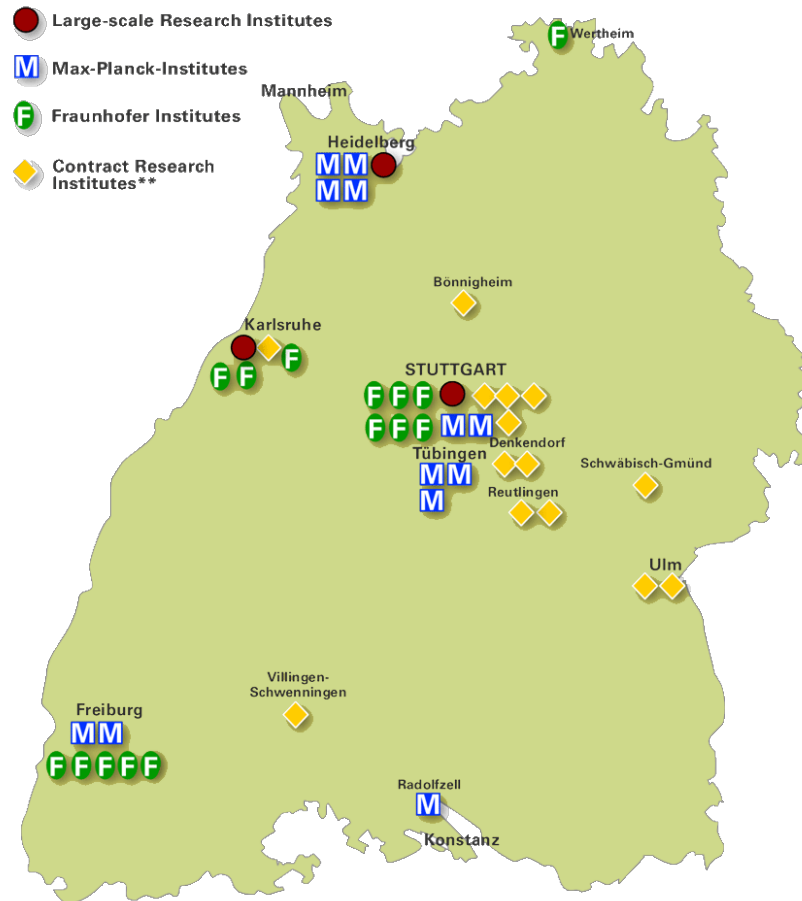 Large-scale Research Institutes
M Max-Planck-Institutes
F Fraunhofer Institutes
Contract Research
Institutes**
F Wertheim
Mannheim
Heidelberg
M M
M M
Bönnigheim
Karlsruhe
F F F
STUTTGART
F F F
F F F M M
Denkendorf
Tübingen
M M
M
Schwäbisch-Gmünd
Reutlingen
Ulm
Villingen-
Schwenningen
Freiburg
M M
F F F F F
Radolfzell
M
Konstanz